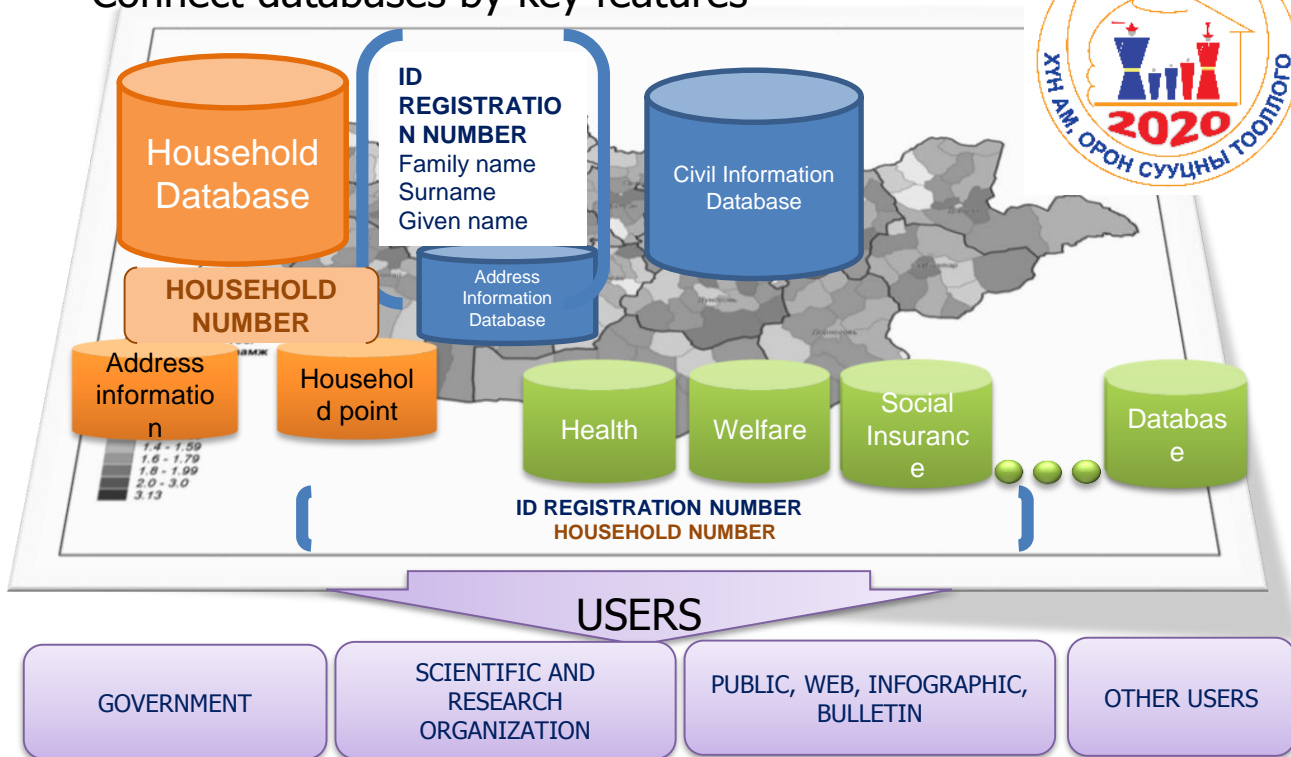 Connect databases by key features
Household
Database
ID
REGISTRATIO
N NUMBER
Family name
Surname
Given name
Civil Information
Database
ХҮН АМ, ОРОН СУУЦНЫ ТООЛЛОГО
2020
Address
Information
Database
HOUSEHOLD
NUMBER
Address
informatio
n
Househol
d point
Health
Welfare
Social
Insuranc
e
Databas
e
1.4 - 1.59
1.6 - 1.79
1.8 - 1.99
2.0 - 3.0
3.13
ID REGISTRATION NUMBER
HOUSEHOLD NUMBER
USERS
GOVERNMENT
SCIENTIFIC AND
RESEARCH
ORGANIZATION
PUBLIC, WEB, INFOGRAPHIC,
BULLETIN
OTHER USERS